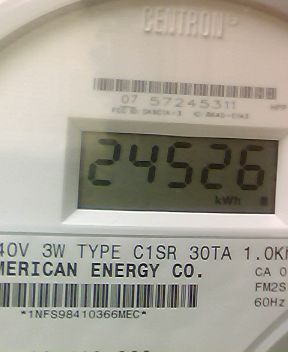 CENTRON
07 57245311
24526
kWh
40V 3W TYPE C1SR 30TA 1.0K
MERICAN ENERGY CO.
CA 0
FM2S
60Hz
*1NFS98410366MEC*